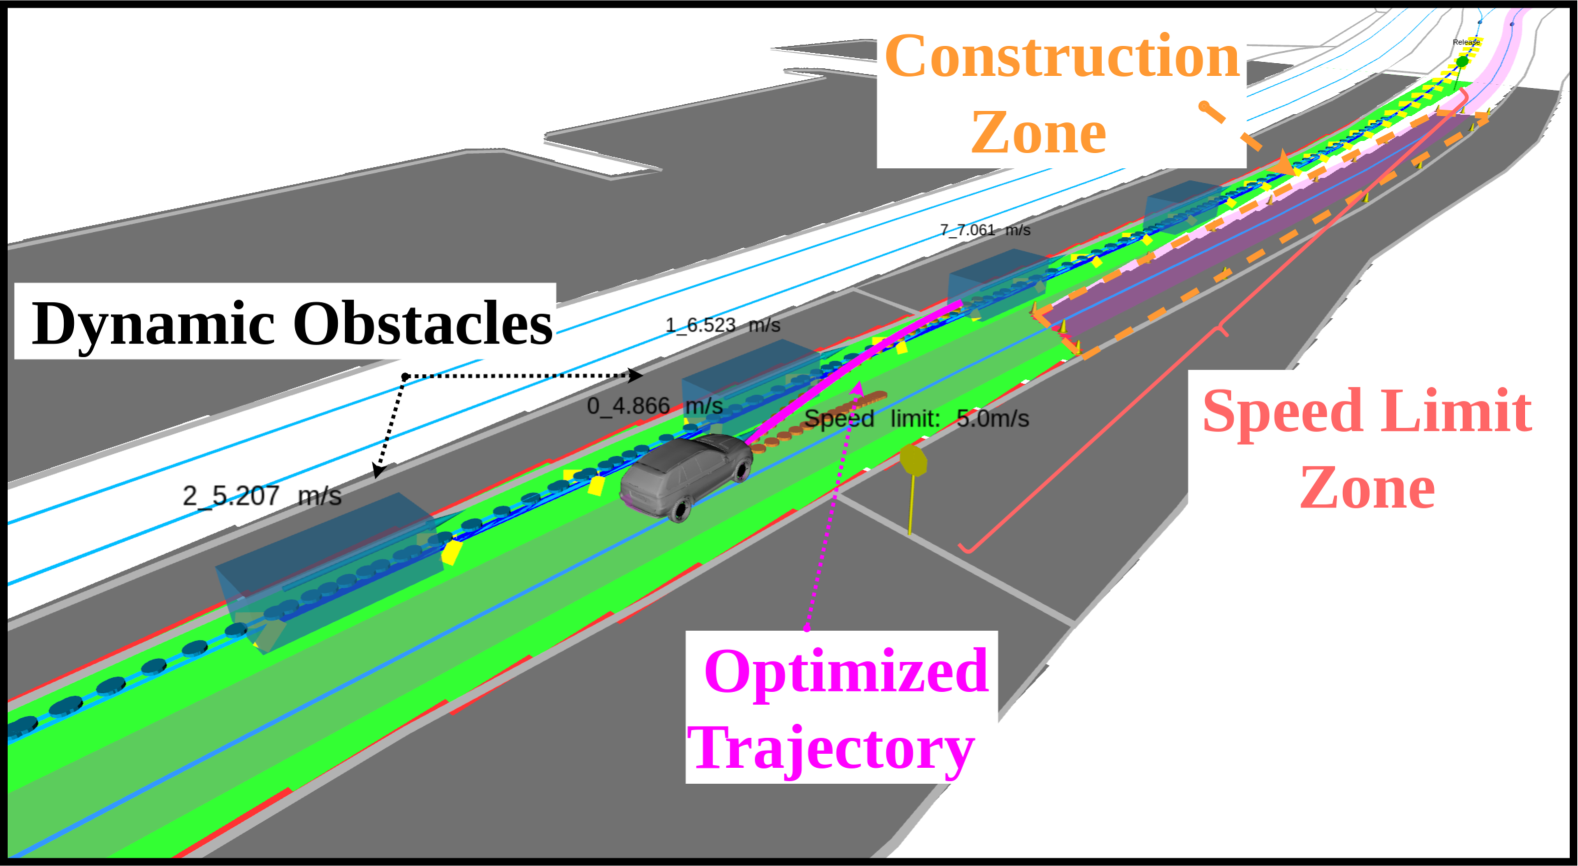 Release
Construction
Zone
7_7.061 m/s
Dynamic Obstacles
1_6.523 m/s
0_4.866 m/s
Speed limit: 5.0m/s
Speed Limit
Zone
2_5.207 m/s
Optimized
Trajectory